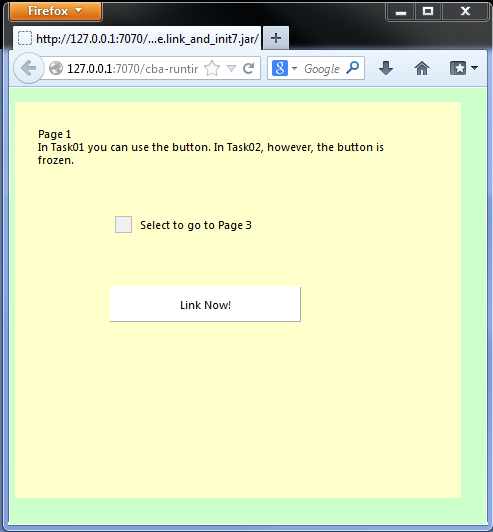 Firefox
http://127.0.0.1:7070/...e.link_and_init7.jar/
127.0.0.1:7070/cba-runtir
Google
Page 1
In Task01 you can use the button. In Task02, however, the button is
frozen.
Select to go to Page 3
Link Now!